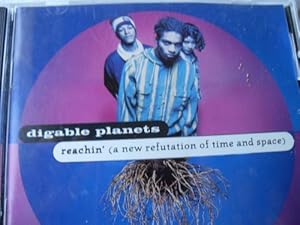 digable planets
reachin' (a new refutation of time and space)